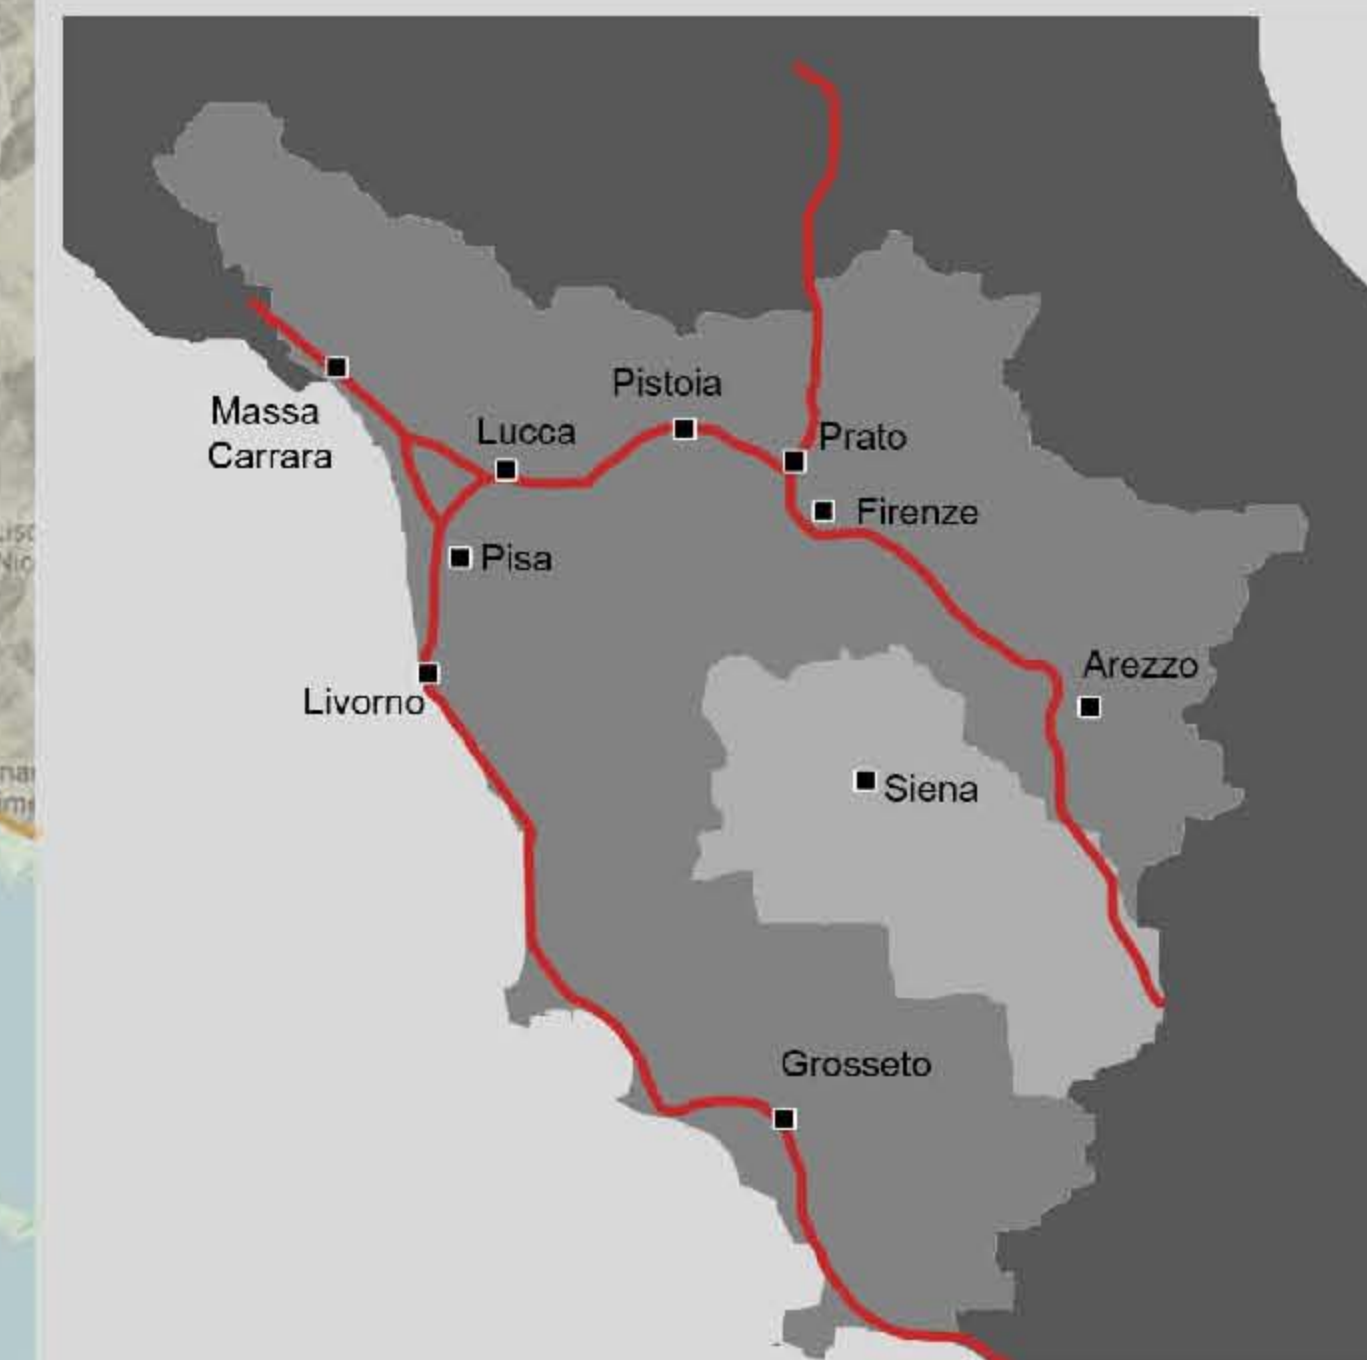 Pistoia
Massa
Carrara
Lucca
Prato
Firenze
Pisa
Arezzo
Livorno
Siena
Grosseto